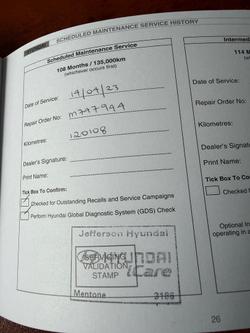 SCHEDULED MAINTENANCE SERVICE HISTORY
Scheduled Maintenance Service
108 Months / 135,000km
(whichever occurs first)
Date of Service: 19/09/23
Repair Order No: M747944
Kilometres: 120108
Dealer's Signature:
Print Name:
Tick Box To Confirm:
Checked for Outstanding Recalls and Service Campaigns
Perform Hyundai Global Diagnostic System (GDS) Check
Jefferson Hyundai
HYUNDAI
iCare
SERVICING
VALIDATION
STAMP
Mentone 3186
Intermed
114 M
Date of Service:
Repair Order No
Kilometres:
Dealer's Signatu
Print Name:
Tick Box To Con
Checked f
Optional In
operating in a
26